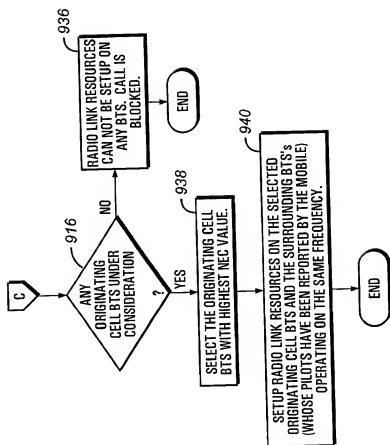 C
916
ANY
ORIGINATING
CELL BTS UNDER
CONSIDERATION
?
NO
936
RADIO LINK RESOURCES
CAN NOT BE SETUP ON
ANY BTS. CALL IS
BLOCKED.
END
YES
938
SELECT THE ORIGINATING CELL
BTS WITH HIGHEST NEC VALUE.
940
SETUP RADIO LINK RESOURCES ON THE SELECTED
ORIGINATING CELL BTS AND THE SURROUNDING BTS's
(WHOSE PILOTS HAVE BEEN REPORTED BY THE MOBILE)
OPERATING ON THE SAME FREQUENCY.
END